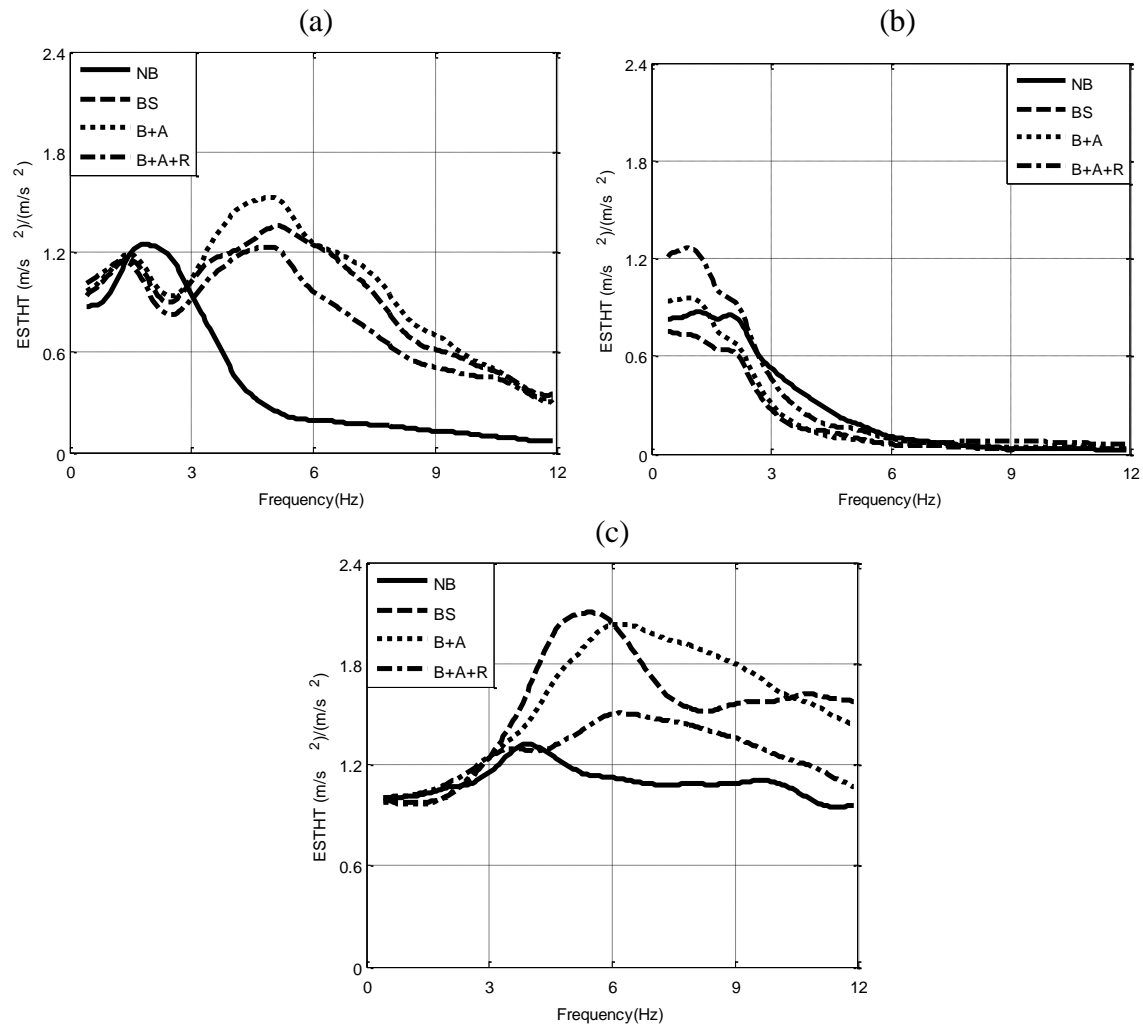 (a)
2.4
1.8
1.2
0.6
0
ESTHT (m/s 2)/(m/s 2)
NB
BS
B+A
B+A+R
0 3 6 9 12
Frequency(Hz)
(b)
2.4
1.8
1.2
0.6
0
ESTHT (m/s 2)/(m/s 2)
NB
BS
B+A
B+A+R
0 3 6 9 12
Frequency(Hz)
(c)
2.4
1.8
1.2
0.6
0
ESTHT (m/s 2)/(m/s 2)
NB
BS
B+A
B+A+R
0 3 6 9 12
Frequency(Hz)